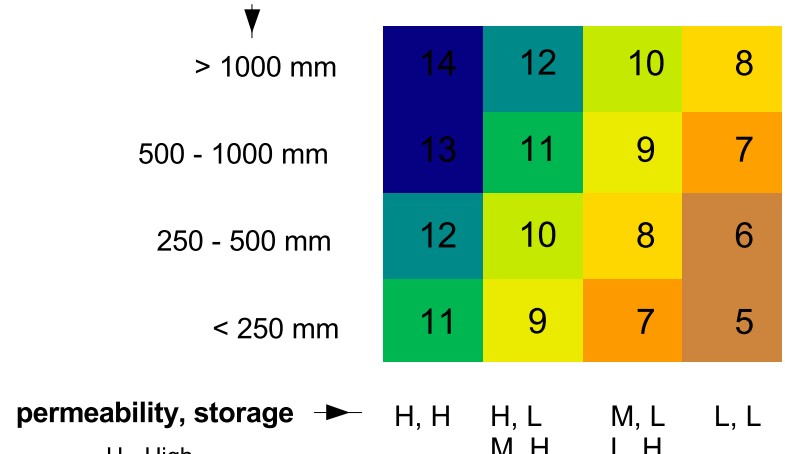 > 1000 mm 14 12 10 8
500 - 1000 mm 13 11 9 7
250 - 500 mm 12 10 8 6
< 250 mm 11 9 7 5
permeability, storage H, H H, L M, L L, L
H High M, H L, H